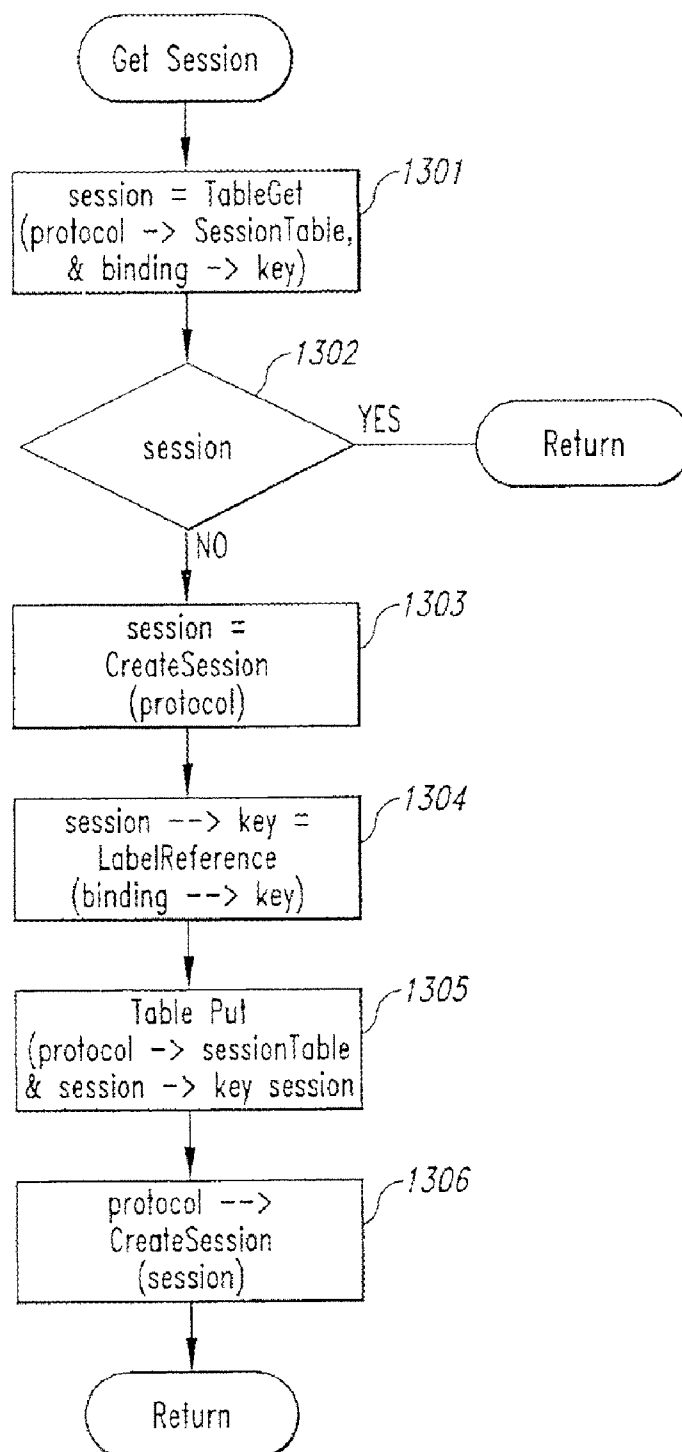 Get Session
1301
session = TableGet
(protocol -> SessionTable,
& binding -> key)
1302
session
YES
Return
NO
1303
session =
CreateSession
(protocol)
1304
session --> key =
LabelReference
(binding --> key)
1305
Table Put
(protocol -> sessionTable
& session -> key session
1306
protocol -->
CreateSession
(session)
Return